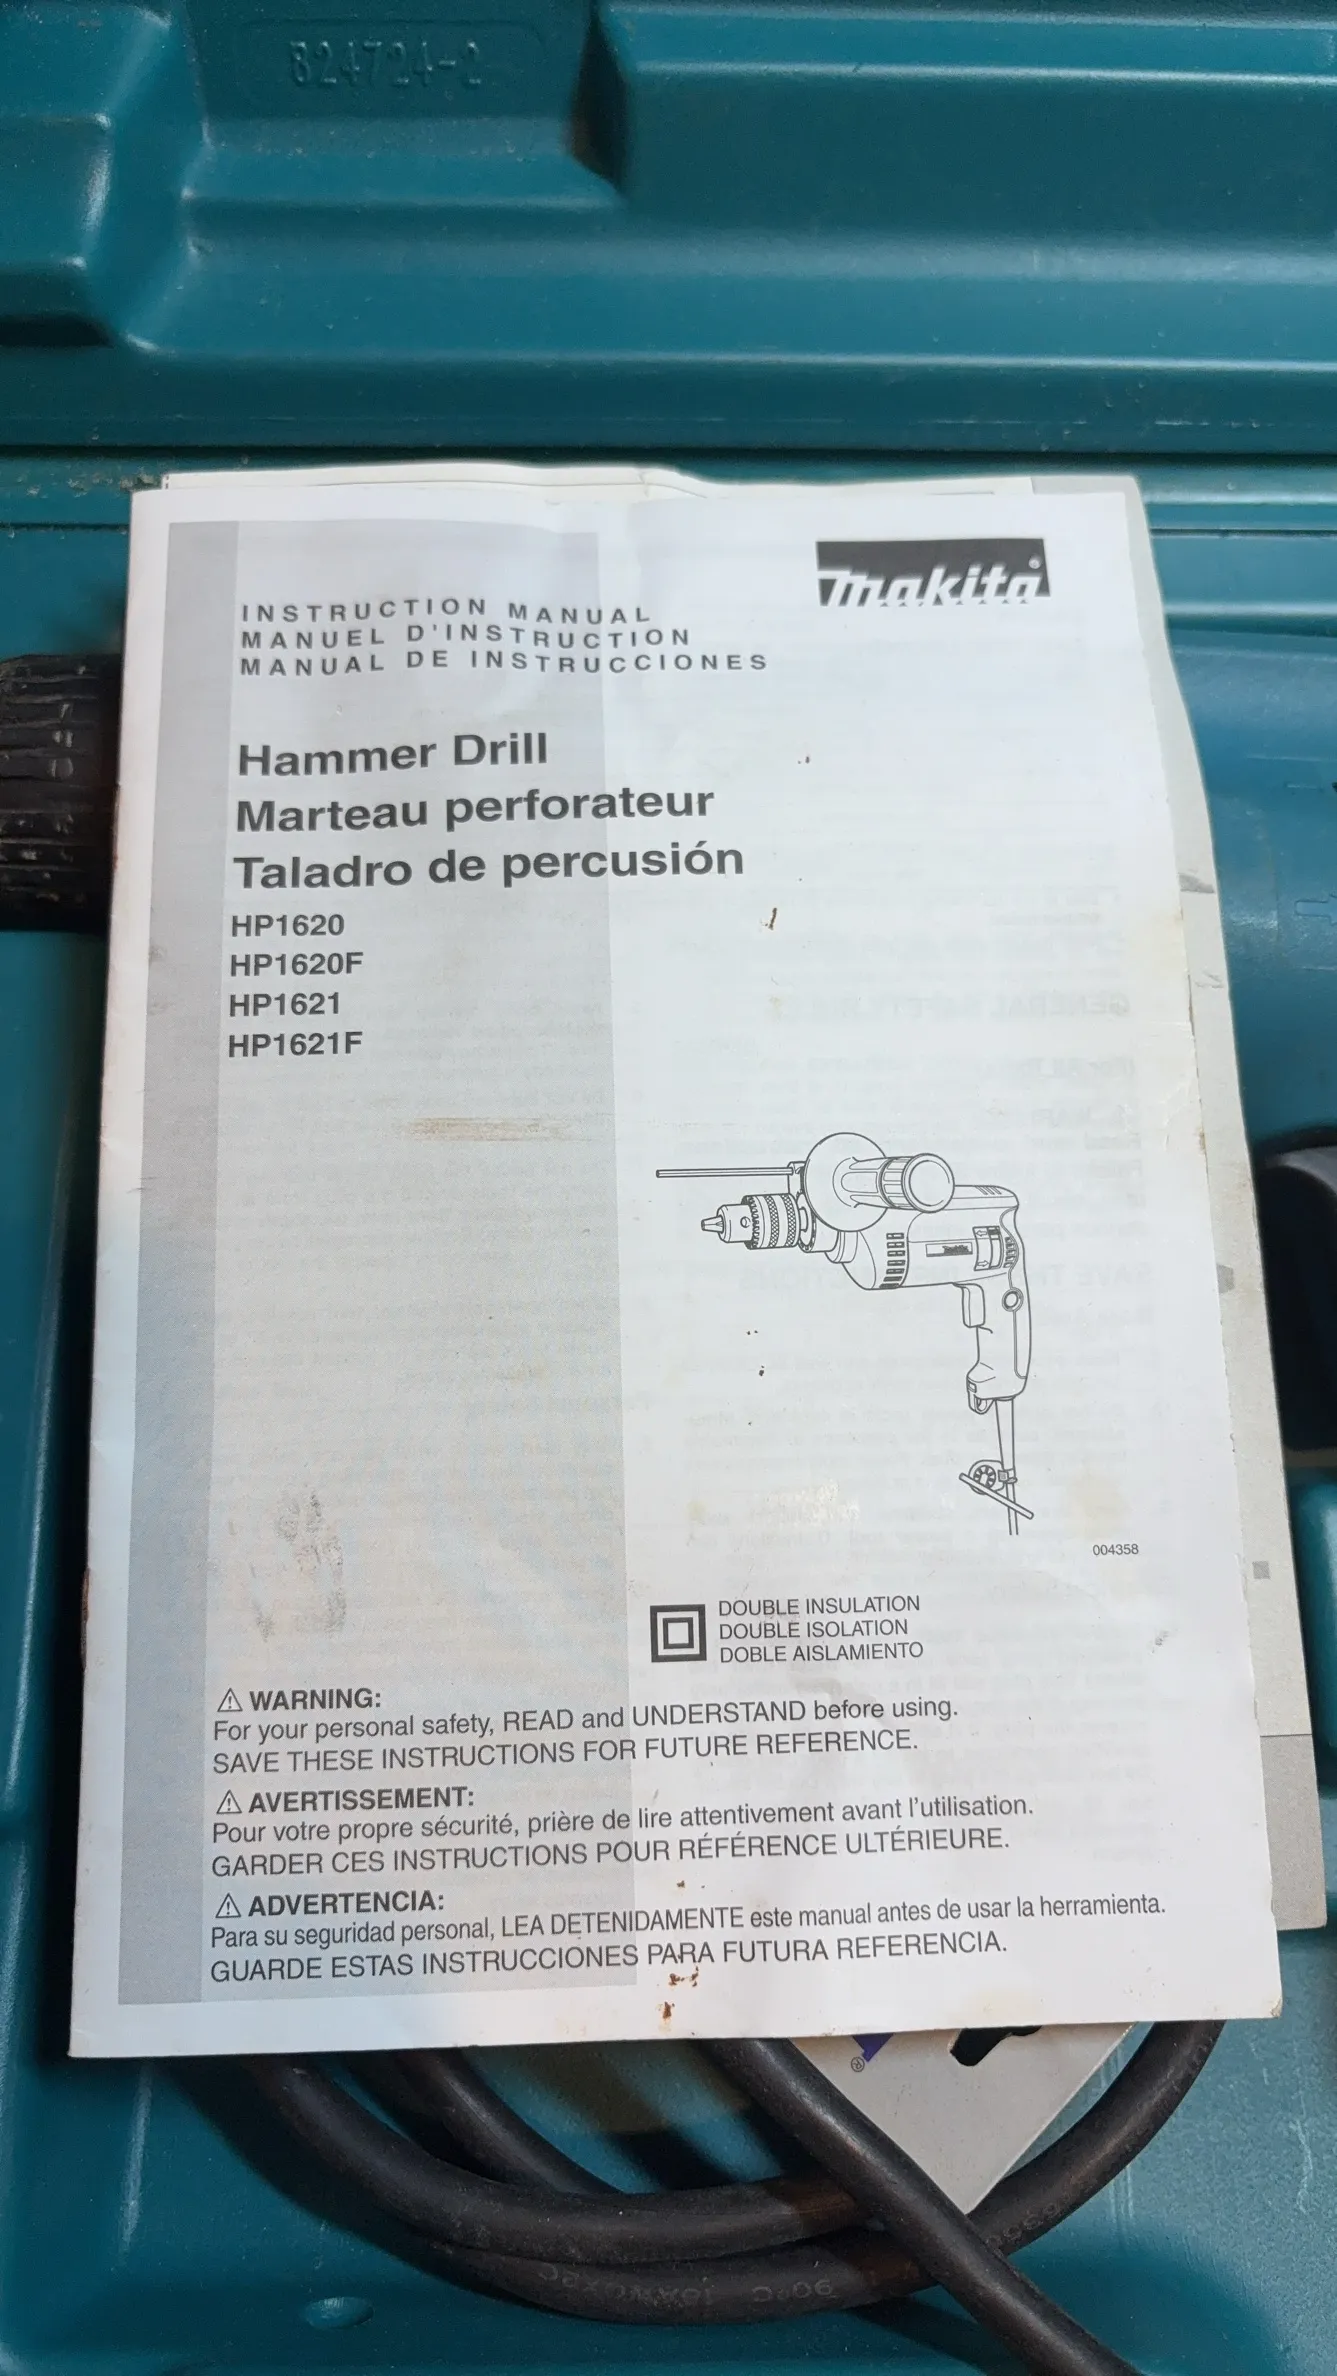 824724-2
makita®
INSTRUCTION MANUAL
MANUEL D'INSTRUCTION
MANUAL DE INSTRUCCIONES
Hammer Drill
Marteau perforateur
Taladro de percusión
HP1620
HP1620F
HP1621
HP1621F
004358
DOUBLE INSULATION
DOUBLE ISOLATION
DOBLE AISLAMIENTO
⚠ WARNING:
For your personal safety, READ and UNDERSTAND before using.
SAVE THESE INSTRUCTIONS FOR FUTURE REFERENCE.
⚠ AVERTISSEMENT:
Pour votre propre sécurité, prière de lire attentivement avant l'utilisation.
GARDER CES INSTRUCTIONS POUR RÉFÉRENCE ULTÉRIEURE.
⚠ ADVERTENCIA:
Para su seguridad personal, LEA DETENIDAMENTE este manual antes de usar la herramienta.
GUARDE ESTAS INSTRUCCIONES PARA FUTURA REFERENCIA.
®
90°C